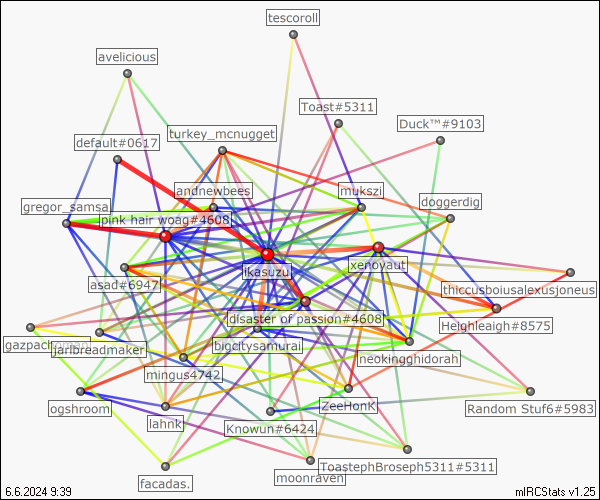 tescoroll
avelicious
Toast#5311
Duck™#9103
turkey_mcnugget
default#0617
andnewbees
mukszi
gregor_samsa
doggerdig
pink hair woag#4608
ikasuzu
xenoyaut
asad#6947
thiccusboiusalexusjoneus
disaster of passion#4608
Heighleaigh#8575
gazpachoman
jarlbreadmaker
bigcitysamurai
neokingghidorah
mingus4742
ogshroom
lahnk
ZeeHonK
Random Stuf6#5983
Knowun#6424
ToastephBroseph5311#5311
facadas.
moonraven
6.6.2024 9:39
mIRCStats v1.25